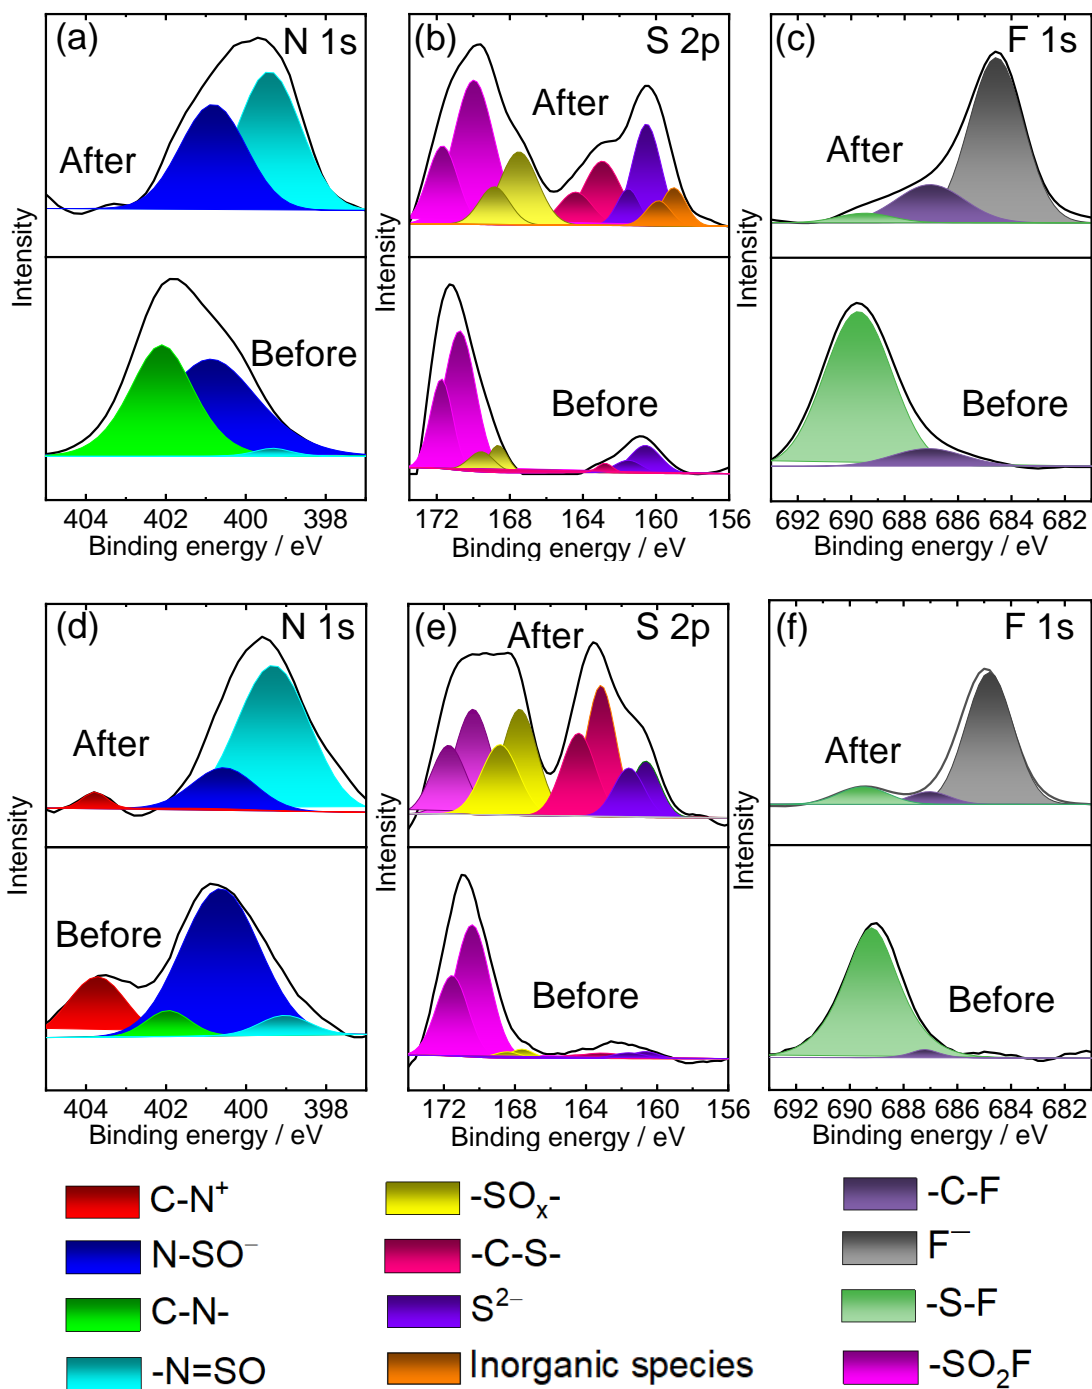 (a) N 1s
After
Before
Intensity
404 402 400 398
Binding energy / eV
(b) S 2p
After
Before
Intensity
172 168 164 160 156
Binding energy / eV
(c) F 1s
After
Before
Intensity
692 690 688 686 684 682
Binding energy / eV
(d) N 1s
After
Before
Intensity
404 402 400 398
Binding energy / eV
(e) S 2p
After
Before
Intensity
172 168 164 160 156
Binding energy / eV
(f) F 1s
After
Before
Intensity
692 690 688 686 684 682
Binding energy / eV
C-N⁺
N-SO⁻
C-N-
-N=SO
-SOₓ-
-C-S-
S²⁻
Inorganic species
-C-F
F⁻
-S-F
-SO₂F